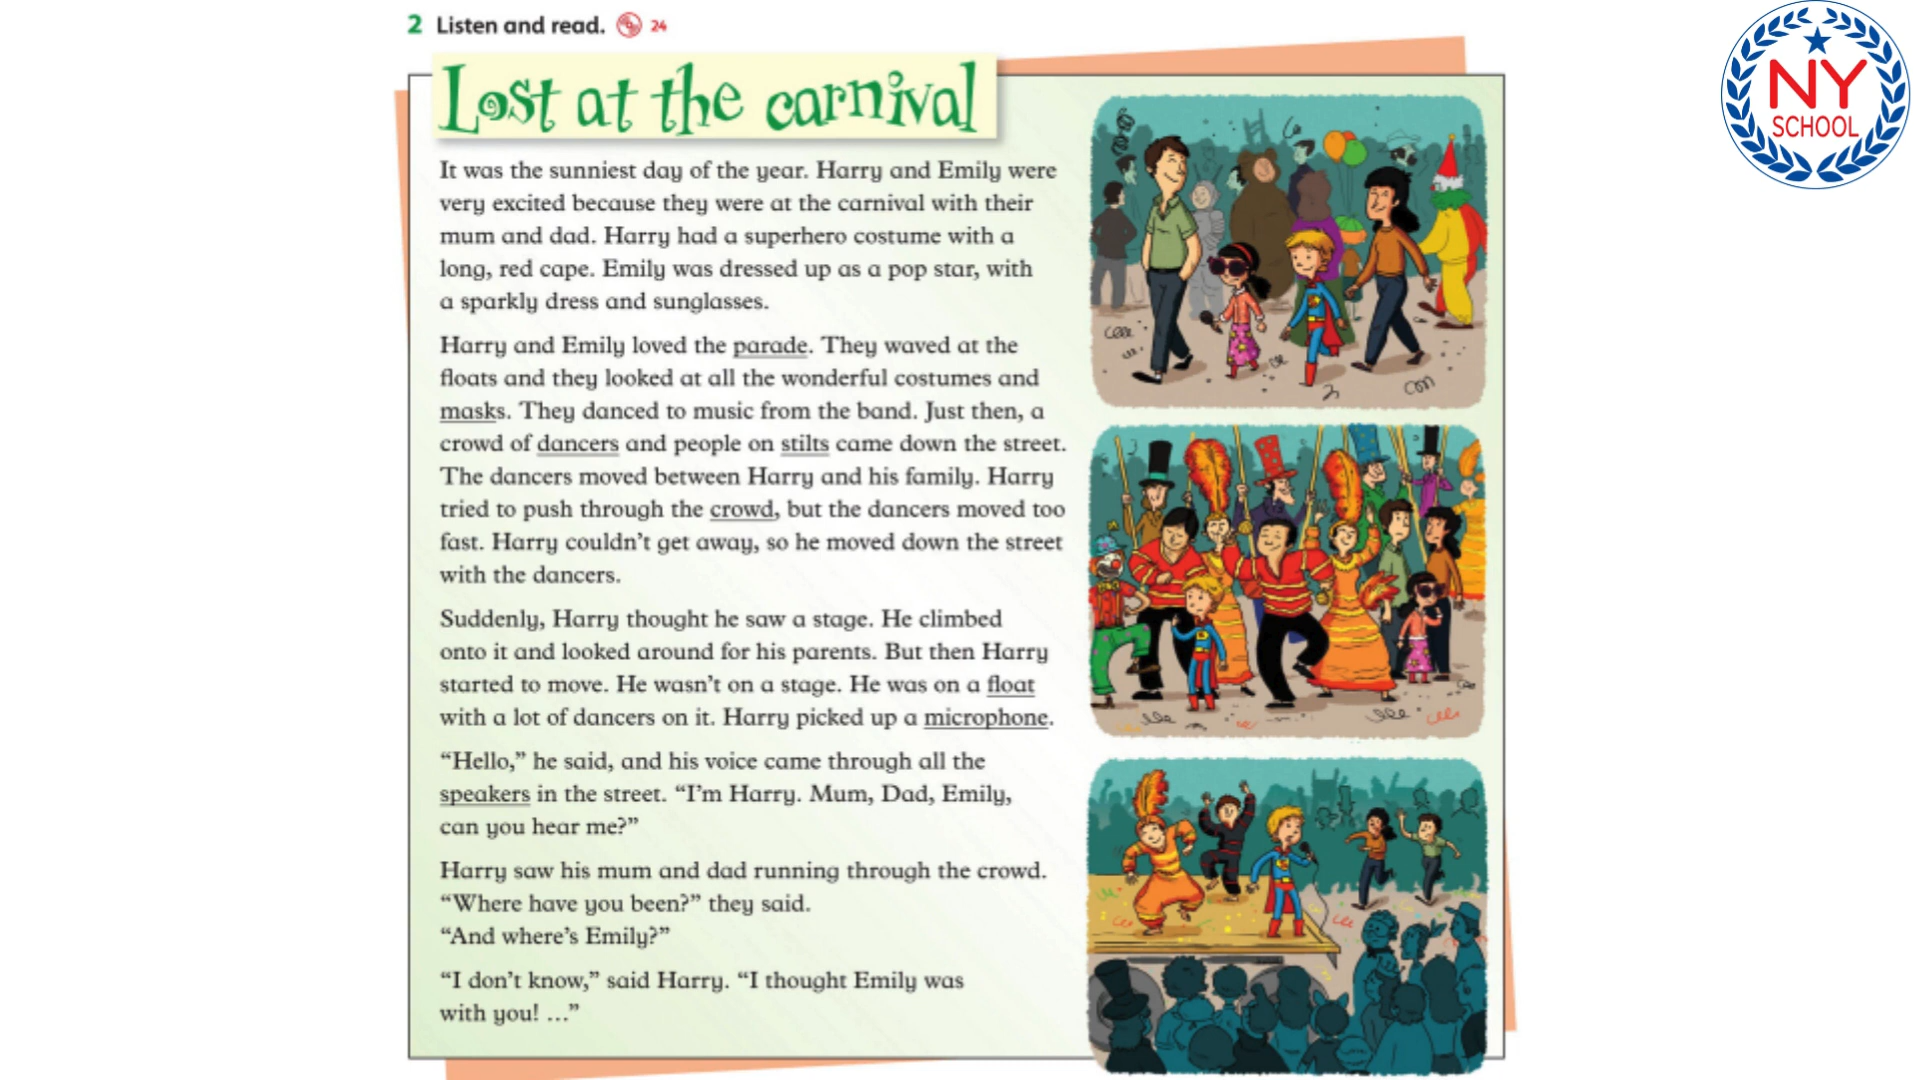 2 Listen and read. 24
NY
SCHOOL
Lost at the carnival
It was the sunniest day of the year. Harry and Emily were
very excited because they were at the carnival with their
mum and dad. Harry had a superhero costume with a
long, red cape. Emily was dressed up as a pop star, with
a sparkly dress and sunglasses.
Harry and Emily loved the parade. They waved at the
floats and they looked at all the wonderful costumes and
masks. They danced to music from the band. Just then, a
crowd of dancers and people on stilts came down the street.
The dancers moved between Harry and his family. Harry
tried to push through the crowd, but the dancers moved too
fast. Harry couldn’t get away, so he moved down the street
with the dancers.
Suddenly, Harry thought he saw a stage. He climbed
onto it and looked around for his parents. But then Harry
started to move. He wasn’t on a stage. He was on a float
with a lot of dancers on it. Harry picked up a microphone.
“Hello,” he said, and his voice came through all the
speakers in the street. “I’m Harry. Mum, Dad, Emily,
can you hear me?”
Harry saw his mum and dad running through the crowd.
“Where have you been?” they said.
“And where’s Emily?”
“I don’t know,” said Harry. “I thought Emily was
with you! …”